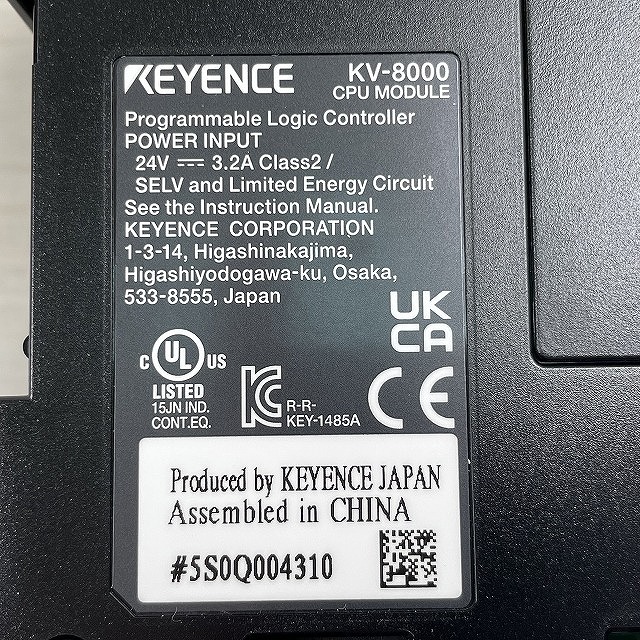 KEYENCE KV-8000
CPU MODULE
Programmable Logic Controller
POWER INPUT
24V ⎓ 3.2A Class2 /
SELV and Limited Energy Circuit
See the Instruction Manual.
KEYENCE CORPORATION
1-3-14, Higashinakajima,
Higashiyodogawa-ku, Osaka,
533-8555, Japan
UK
CA
C UL US
LISTED
15JN IND.
CONT.EQ.
KC
R-R-
KEY-1485A
CE
Produced by KEYENCE JAPAN
Assembled in CHINA
#5S0Q004310